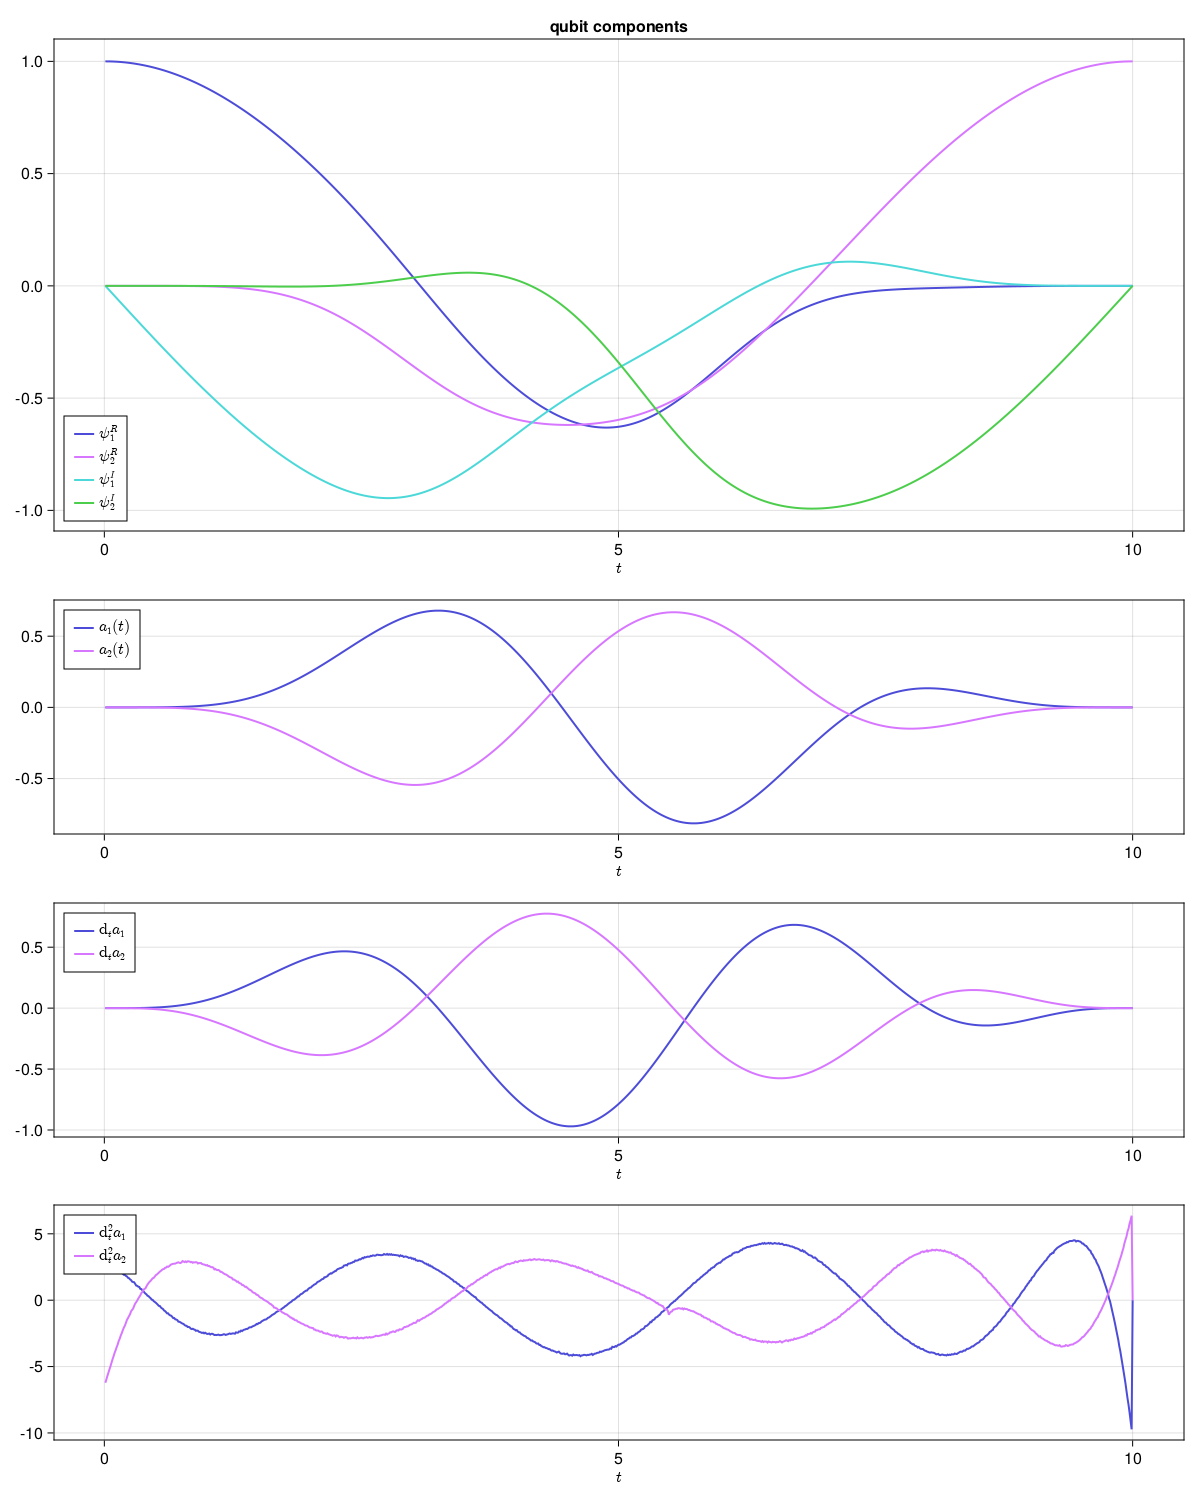 qubit components
1.0
0.5
0.0
-0.5
-1.0
ψ₁ᴿ
ψ₂ᴿ
ψ₁ᴵ
ψ₂ᴵ
0 5 10
t
0.5
0.0
-0.5
a₁(t)
a₂(t)
0 5 10
t
0.5
0.0
-0.5
-1.0
dₜa₁
dₜa₂
0 5 10
t
5
0
-5
-10
d²ₜa₁
d²ₜa₂
0 5 10
t